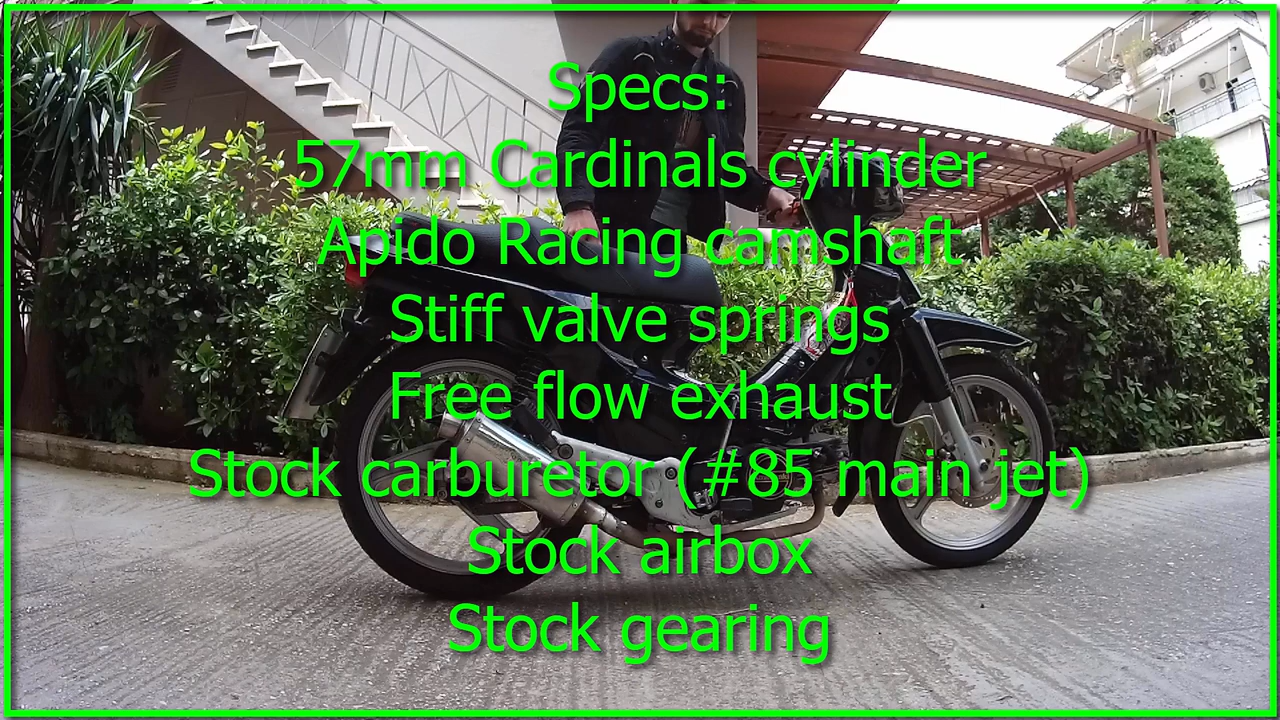 Specs:
57mm Cardinals cylinder
Apido Racing camshaft
Stiff valve springs
Free flow exhaust
Stock carburetor (#85 main jet)
Stock airbox
Stock gearing